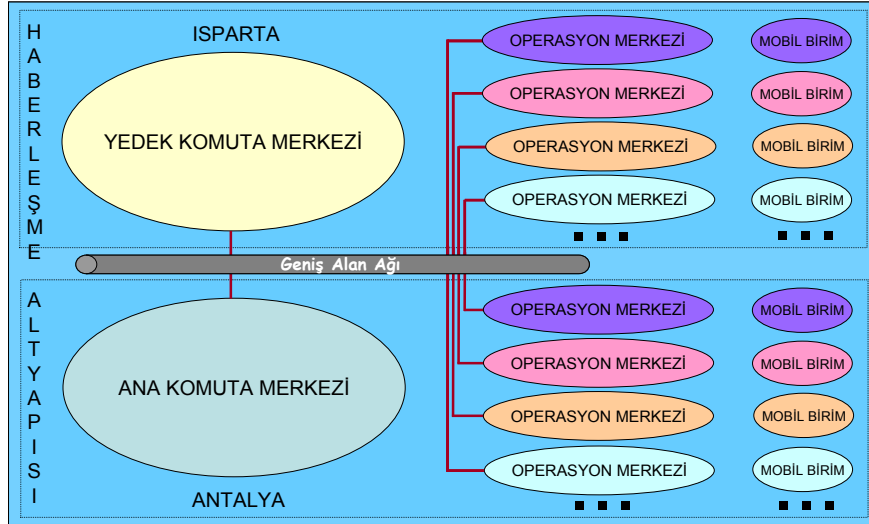 HABERLEŞME
ISPARTA
YEDEK KOMUTA MERKEZİ
OPERASYON MERKEZİ
MOBİL BİRİM
OPERASYON MERKEZİ
MOBİL BİRİM
OPERASYON MERKEZİ
MOBİL BİRİM
OPERASYON MERKEZİ
MOBİL BİRİM
Geniş Alan Ağı
ALTYAPISI
ANA KOMUTA MERKEZİ
ANTALYA
OPERASYON MERKEZİ
MOBİL BİRİM
OPERASYON MERKEZİ
MOBİL BİRİM
OPERASYON MERKEZİ
MOBİL BİRİM
OPERASYON MERKEZİ
MOBİL BİRİM